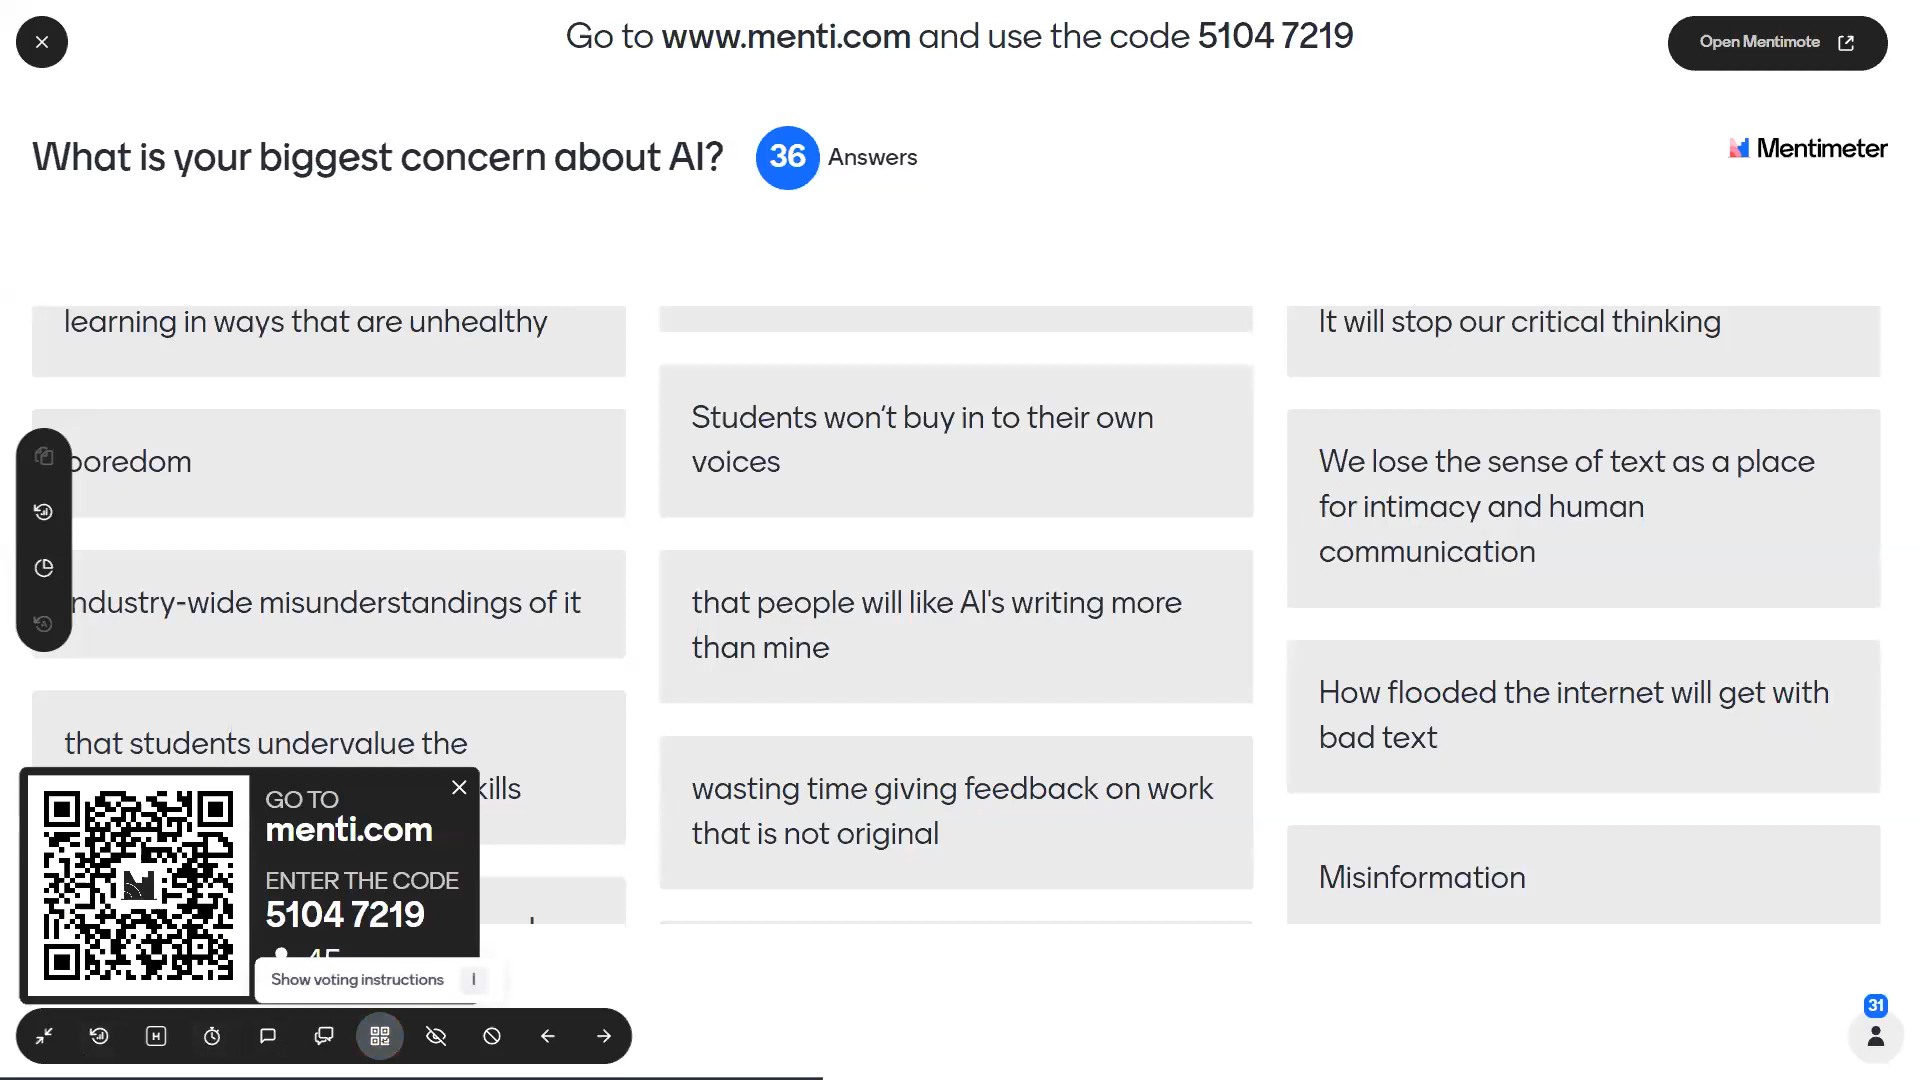 Go to www.menti.com and use the code 5104 7219
Open Mentimote
What is your biggest concern about AI?
36
Answers
Mentimeter
learning in ways that are unhealthy
boredom
industry-wide misunderstandings of it
that students undervalue the
kills
Students won't buy in to their own
voices
that people will like AI's writing more
than mine
wasting time giving feedback on work
that is not original
It will stop our critical thinking
We lose the sense of text as a place
for intimacy and human
communication
How flooded the internet will get with
bad text
Misinformation
GO TO
menti.com
ENTER THE CODE
5104 7219
Show voting instructions
I
H
31